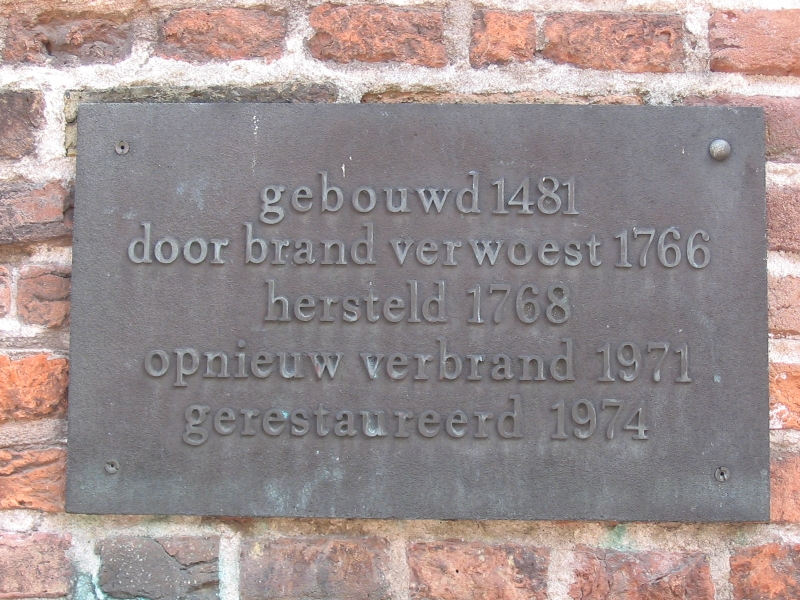 gebouwd 1481
door brand verwoest 1766
hersteld 1768
opnieuw verbrand 1971
gerestaureerd 1974